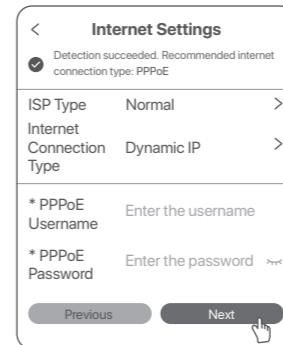 Internet Settings
Detection succeeded. Recommended internet
connection type: PPPoE
ISP Type Normal
Internet
Connection
Type
Dynamic IP
* PPPoE
Username
Enter the username
* PPPoE
Password
Enter the password
Previous Next